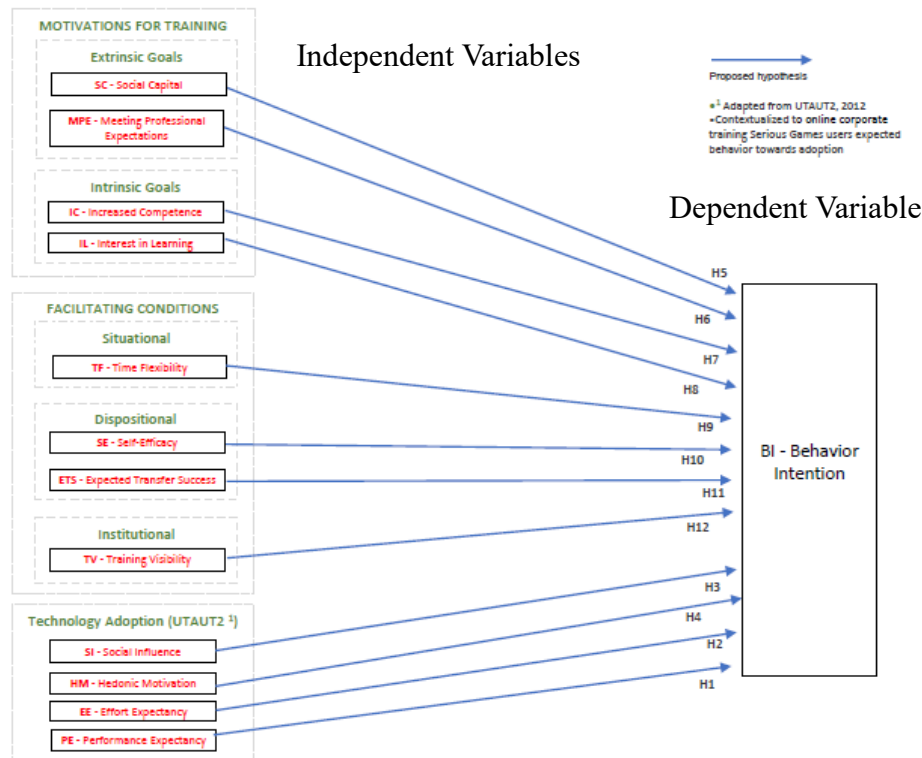 MOTIVATIONS FOR TRAINING
Extrinsic Goals
SC - Social Capital
MPE - Meeting Professional
Expectations
Intrinsic Goals
IC - Increased Competence
IL - Interest in Learning
Independent Variables
Proposed hypothesis
•¹ Adapted from UTAUT2, 2012
•Contextualized to online corporate
training Serious Games users expected
behavior towards adoption
Dependent Variable
FACILITATING CONDITIONS
Situational
TF - Time Flexibility
Dispositional
SE - Self-Efficacy
ETS - Expected Transfer Success
Institutional
TV - Training Visibility
Technology Adoption (UTAUT2 ¹)
SI - Social Influence
HM - Hedonic Motivation
EE - Effort Expectancy
PE - Performance Expectancy
H5
H6
H7
H8
H9
H10
H11
H12
H3
H4
H2
H1
BI - Behavior
Intention